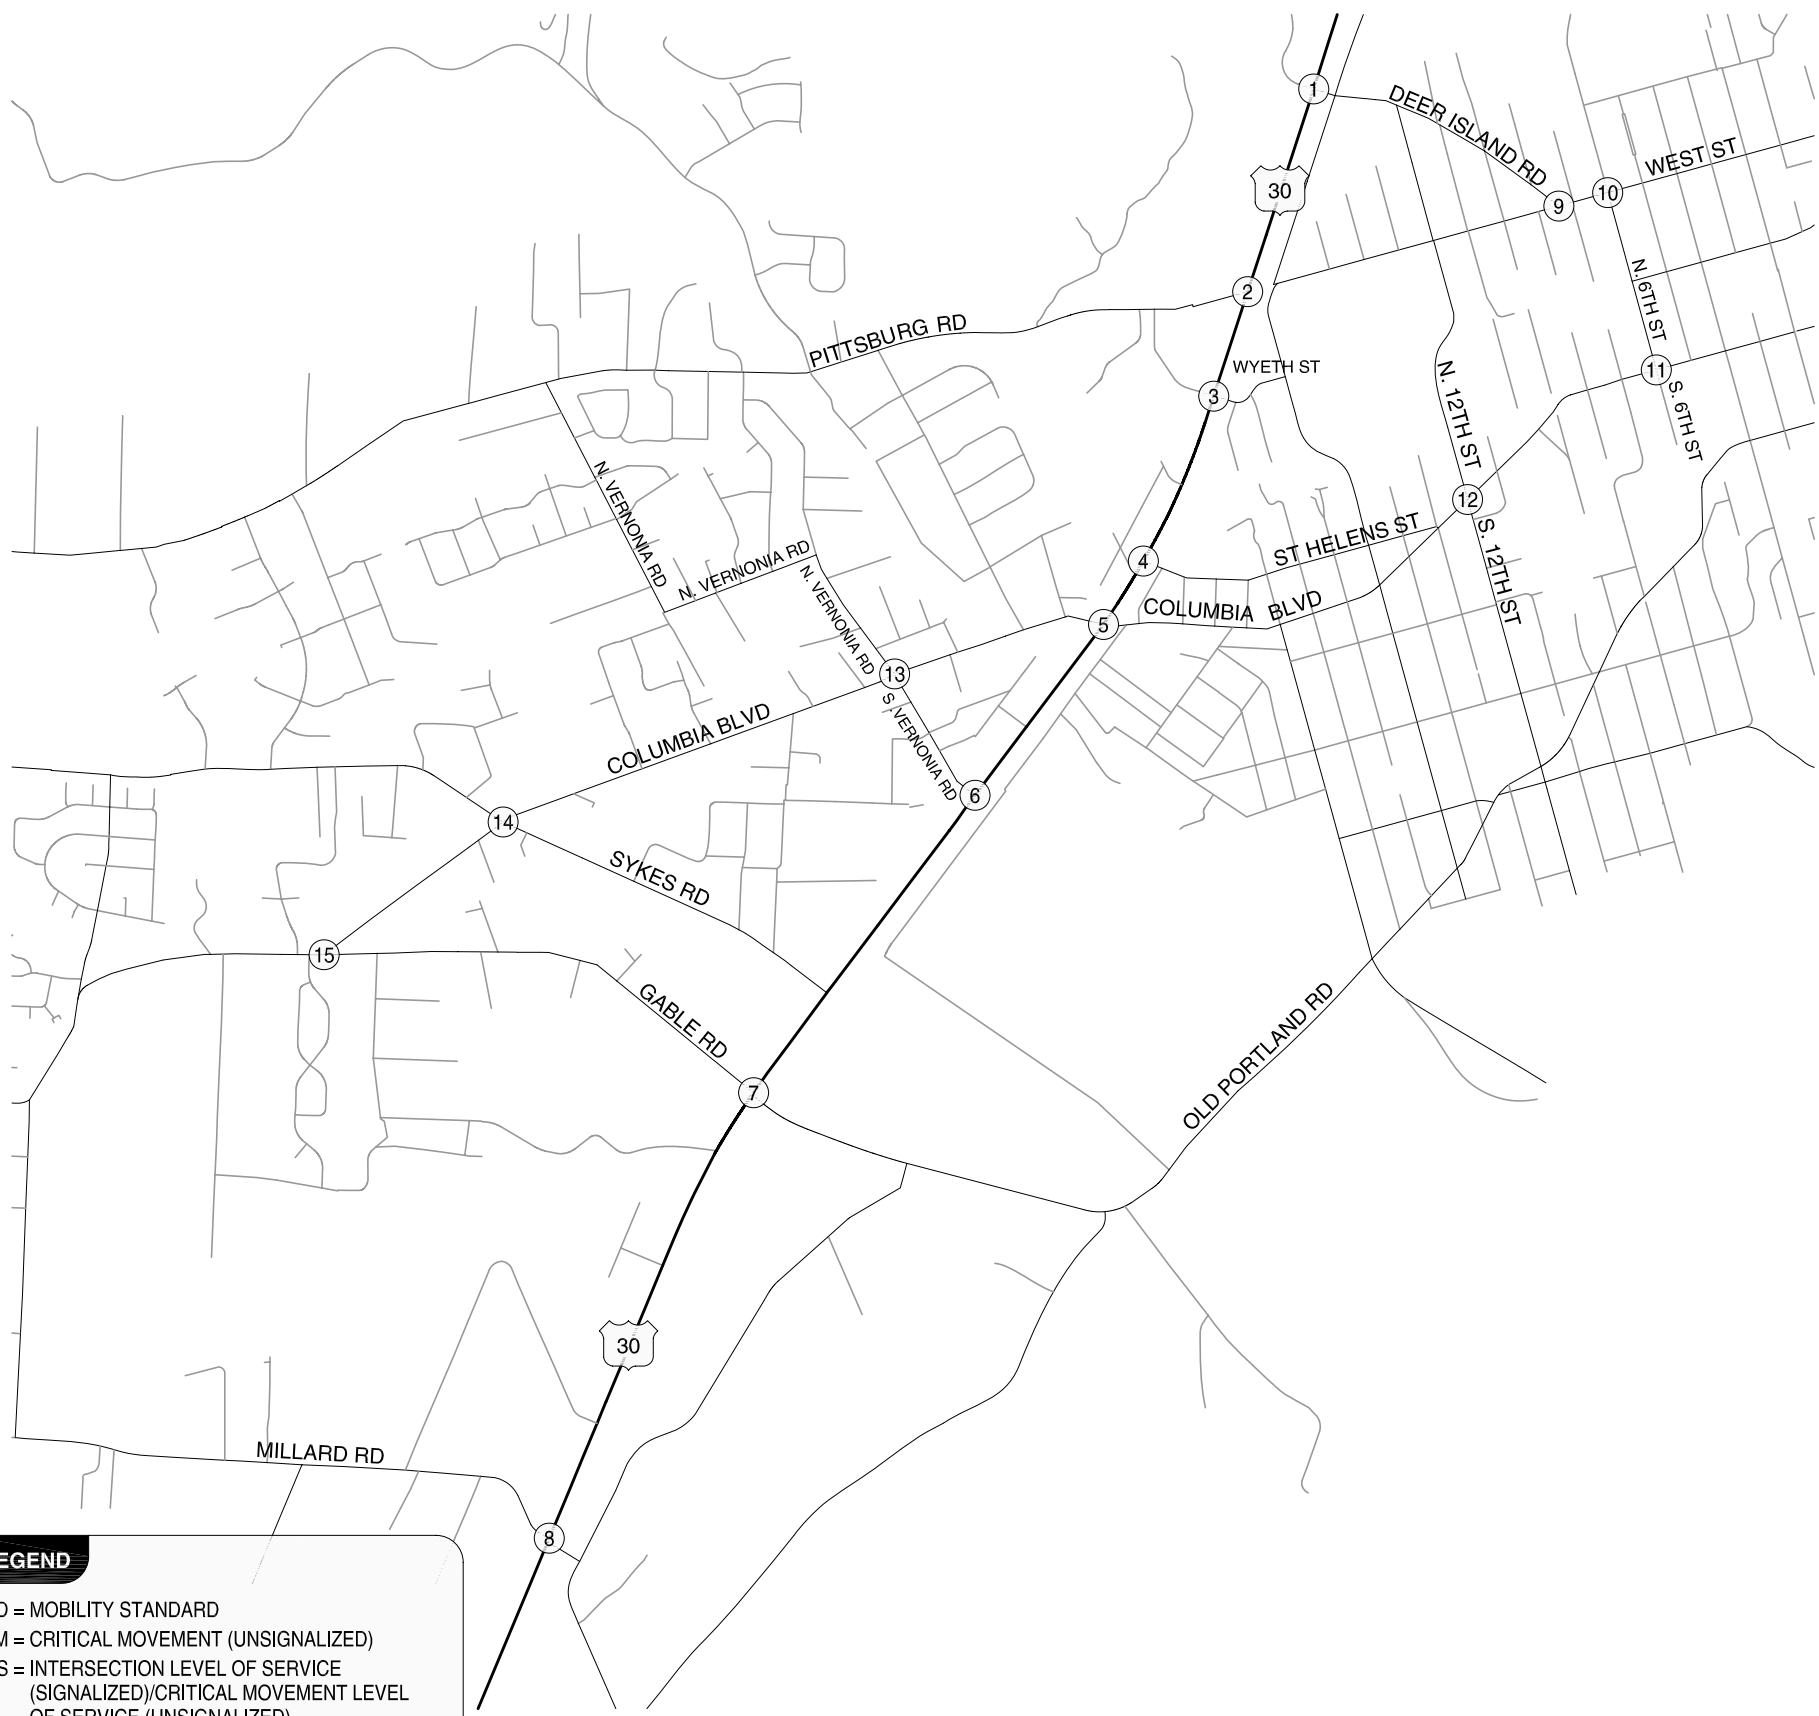 1
DEER ISLAND RD
30
WEST ST
10
9
2
N. 6TH ST
PITTSBURG RD
WYETH ST
3
11
S. 6TH ST
N. 12TH ST
N. VERNONIA RD
12
ST HELENS ST
S. 12TH ST
4
N. VERNONIA RD
N. VERNONIA RD
COLUMBIA BLVD
5
13
S. VERNONIA RD
COLUMBIA BLVD
6
14
SYKES RD
15
GABLE RD
OLD PORTLAND RD
7
30
MILLARD RD
8
EGEND
= MOBILITY STANDARD
M = CRITICAL MOVEMENT (UNSIGNALIZED)
S = INTERSECTION LEVEL OF SERVICE
(SIGNALIZED)/CRITICAL MOVEMENT LEVEL
OF SERVICE (UNSIGNALIZED)